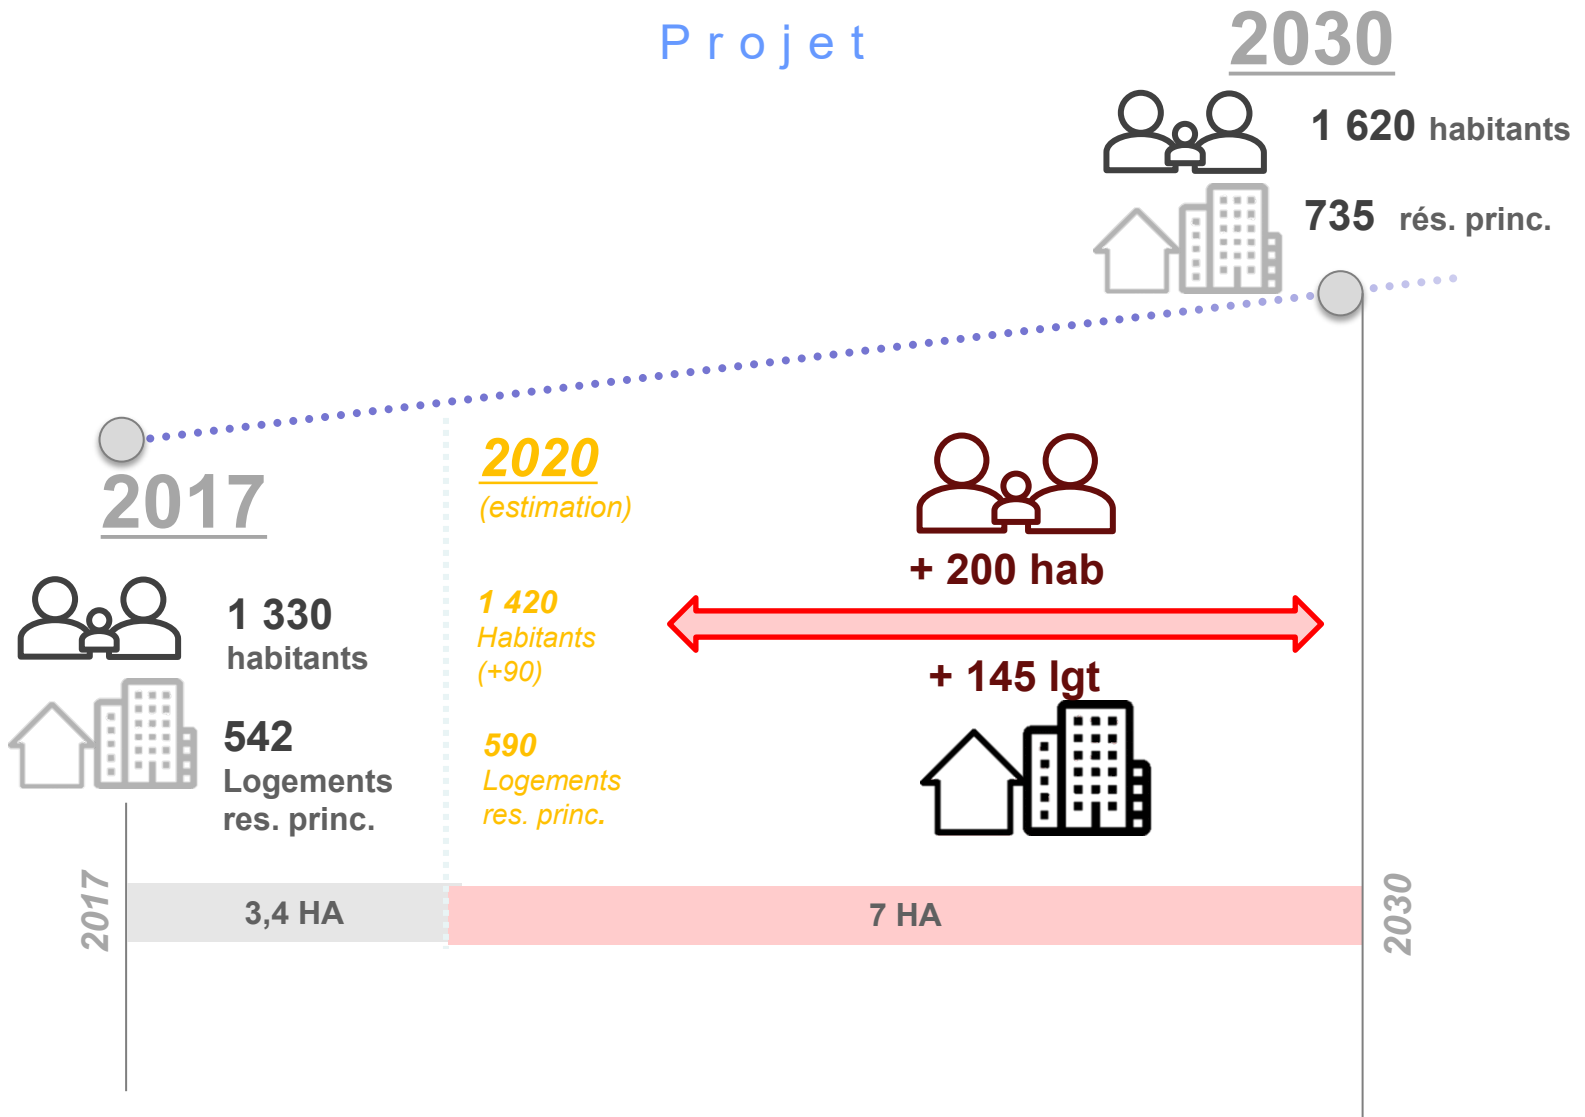 Projet
2030
1 620 habitants
735 rés. princ.
2017
1 330
habitants
542
Logements
res. princ.
2020
(estimation)
1 420
Habitants
(+90)
590
Logements
res. princ.
+ 200 hab
+ 145 lgt
2017
3,4 HA
7 HA
2030